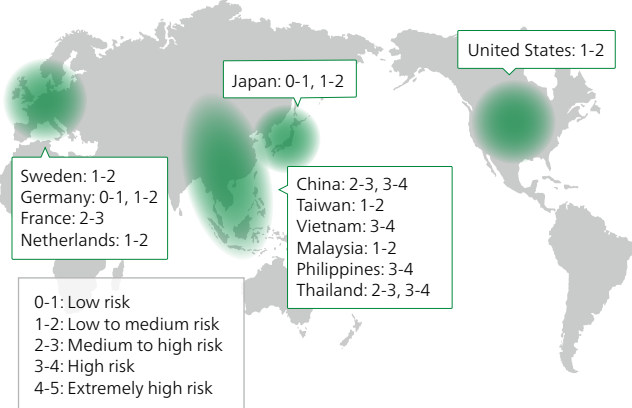 United States: 1-2
Japan: 0-1, 1-2
Sweden: 1-2
Germany: 0-1, 1-2
France: 2-3
Netherlands: 1-2
China: 2-3, 3-4
Taiwan: 1-2
Vietnam: 3-4
Malaysia: 1-2
Philippines: 3-4
Thailand: 2-3, 3-4
0-1: Low risk
1-2: Low to medium risk
2-3: Medium to high risk
3-4: High risk
4-5: Extremely high risk